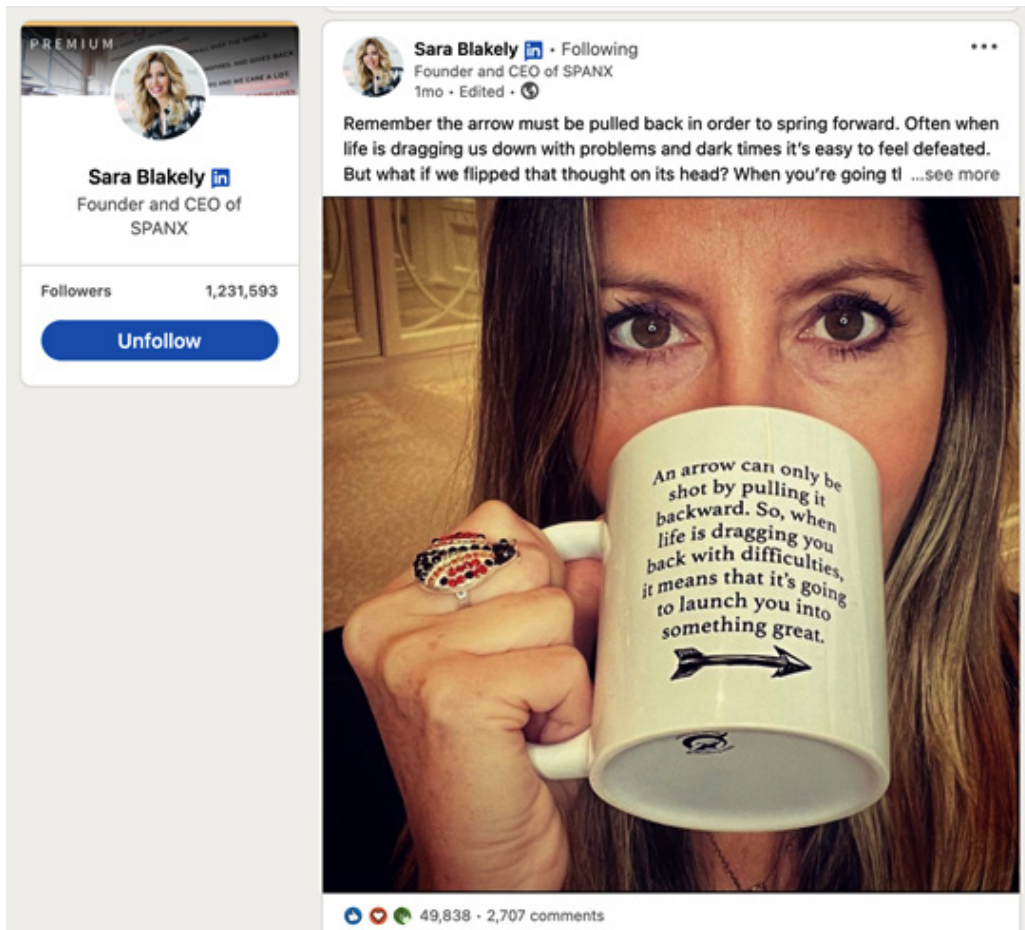 PREMIUM
Sara Blakely in
Founder and CEO of
SPANX
Followers 1,231,593
Unfollow
Sara Blakely in • Following
Founder and CEO of SPANX
1mo • Edited •
Remember the arrow must be pulled back in order to spring forward. Often when
life is dragging us down with problems and dark times it’s easy to feel defeated.
But what if we flipped that thought on its head? When you’re going tl ...see more
An arrow can only be
shot by pulling it
backward. So, when
life is dragging you
back with difficulties,
it means that it's going
to launch you into
something great.
49,838 • 2,707 comments